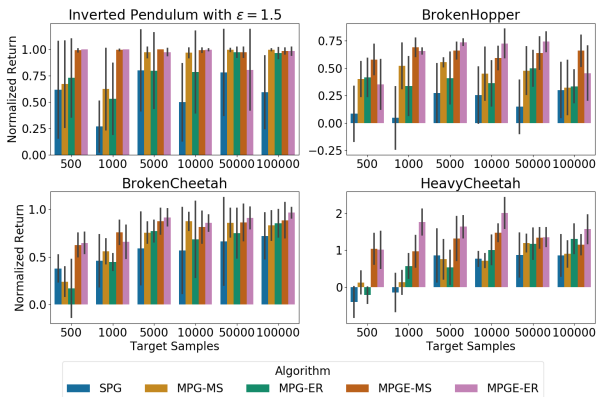 Inverted Pendulum with ε = 1.5
BrokenHopper
Normalized Return
1.00
0.75
0.50
0.25
0.00
500 1000 5000 10000 50000 100000
0.75
0.50
0.25
0.00
−0.25
500 1000 5000 10000 50000 100000
BrokenCheetah
HeavyCheetah
Normalized Return
1.0
0.5
0.0
500 1000 5000 10000 50000 100000
Target Samples
2
1
0
500 1000 5000 10000 50000 100000
Target Samples
Algorithm
SPG MPG-MS MPG-ER MPGE-MS MPGE-ER